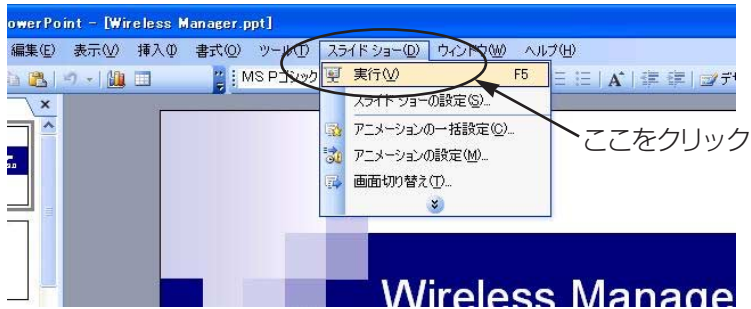 owerPoint - [Wireless Manager.ppt]
編集(E) 表示(V) 挿入(I) 書式(O) ツール(T) スライド ショー(D) ウィンドウ(W) ヘルプ(H)
MS Pゴシック
実行(V) F5
スライド ショーの設定(S)...
アニメーションの一括設定(C)...
アニメーションの設定(M)...
画面切り替え(T)...
ここをクリック
Wireless Manage